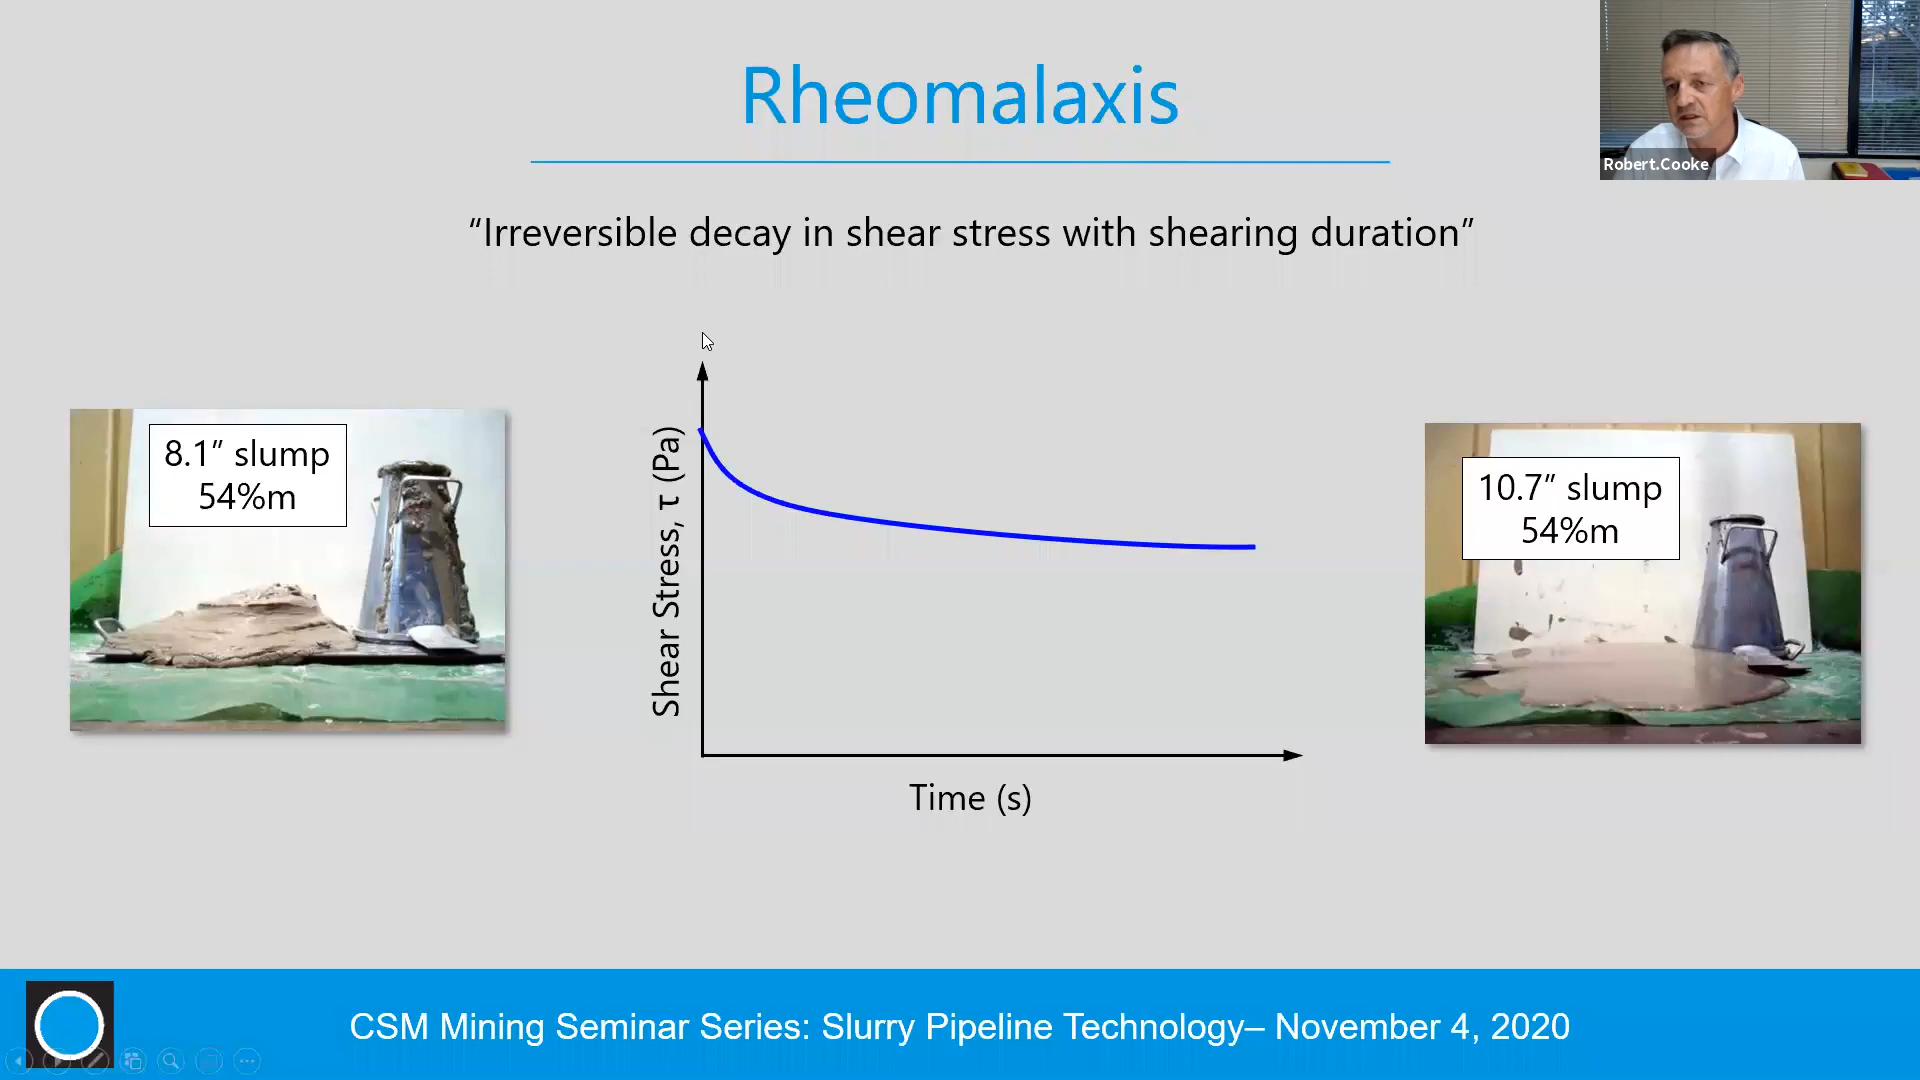 Rheomalaxis
Robert.Cooke
“Irreversible decay in shear stress with shearing duration”
8.1” slump
54%m
Shear Stress, τ (Pa)
Time (s)
10.7” slump
54%m
CSM Mining Seminar Series: Slurry Pipeline Technology– November 4, 2020